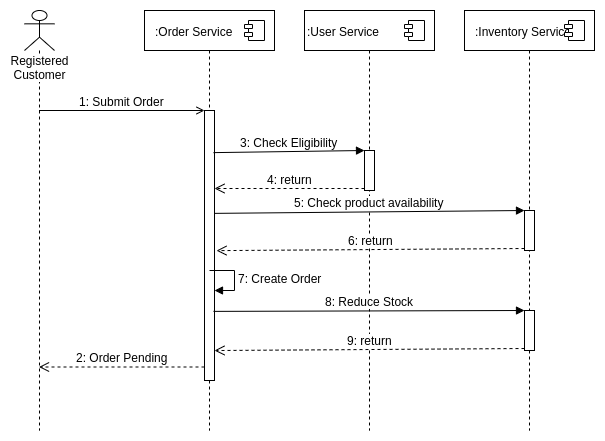 :Order Service
:User Service
:Inventory Service
Registered
Customer
1: Submit Order
3: Check Eligibility
4: return
5: Check product availability
6: return
7: Create Order
8: Reduce Stock
9: return
2: Order Pending